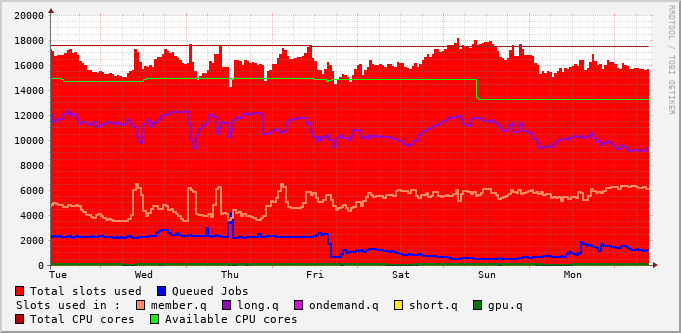 20000
18000
16000
14000
12000
10000
8000
6000
4000
2000
0
Tue Wed Thu Fri Sat Sun Mon
RRDTOOL / TOBI OETIKER
Total slots used Queued Jobs
Slots used in : member.q long.q ondemand.q short.q gpu.q
Total CPU cores Available CPU cores